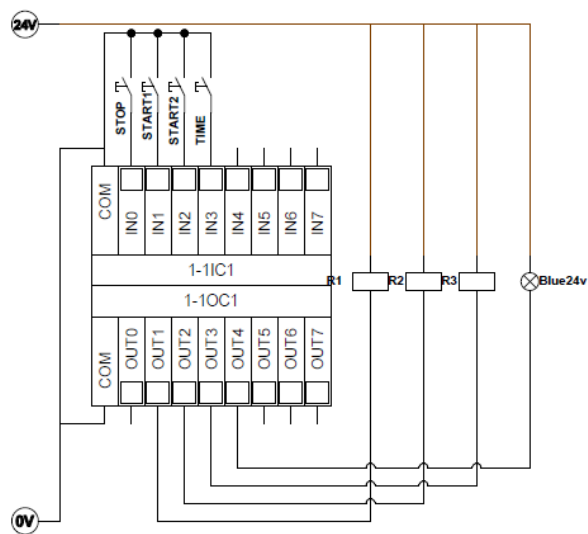 24V
STOP
START1
START2
TIME
COM
IN0
IN1
IN2
IN3
IN4
IN5
IN6
IN7
1-1IC1
1-1OC1
R1
R2
R3
Blue24v
COM
OUT0
OUT1
OUT2
OUT3
OUT4
OUT5
OUT6
OUT7
0V